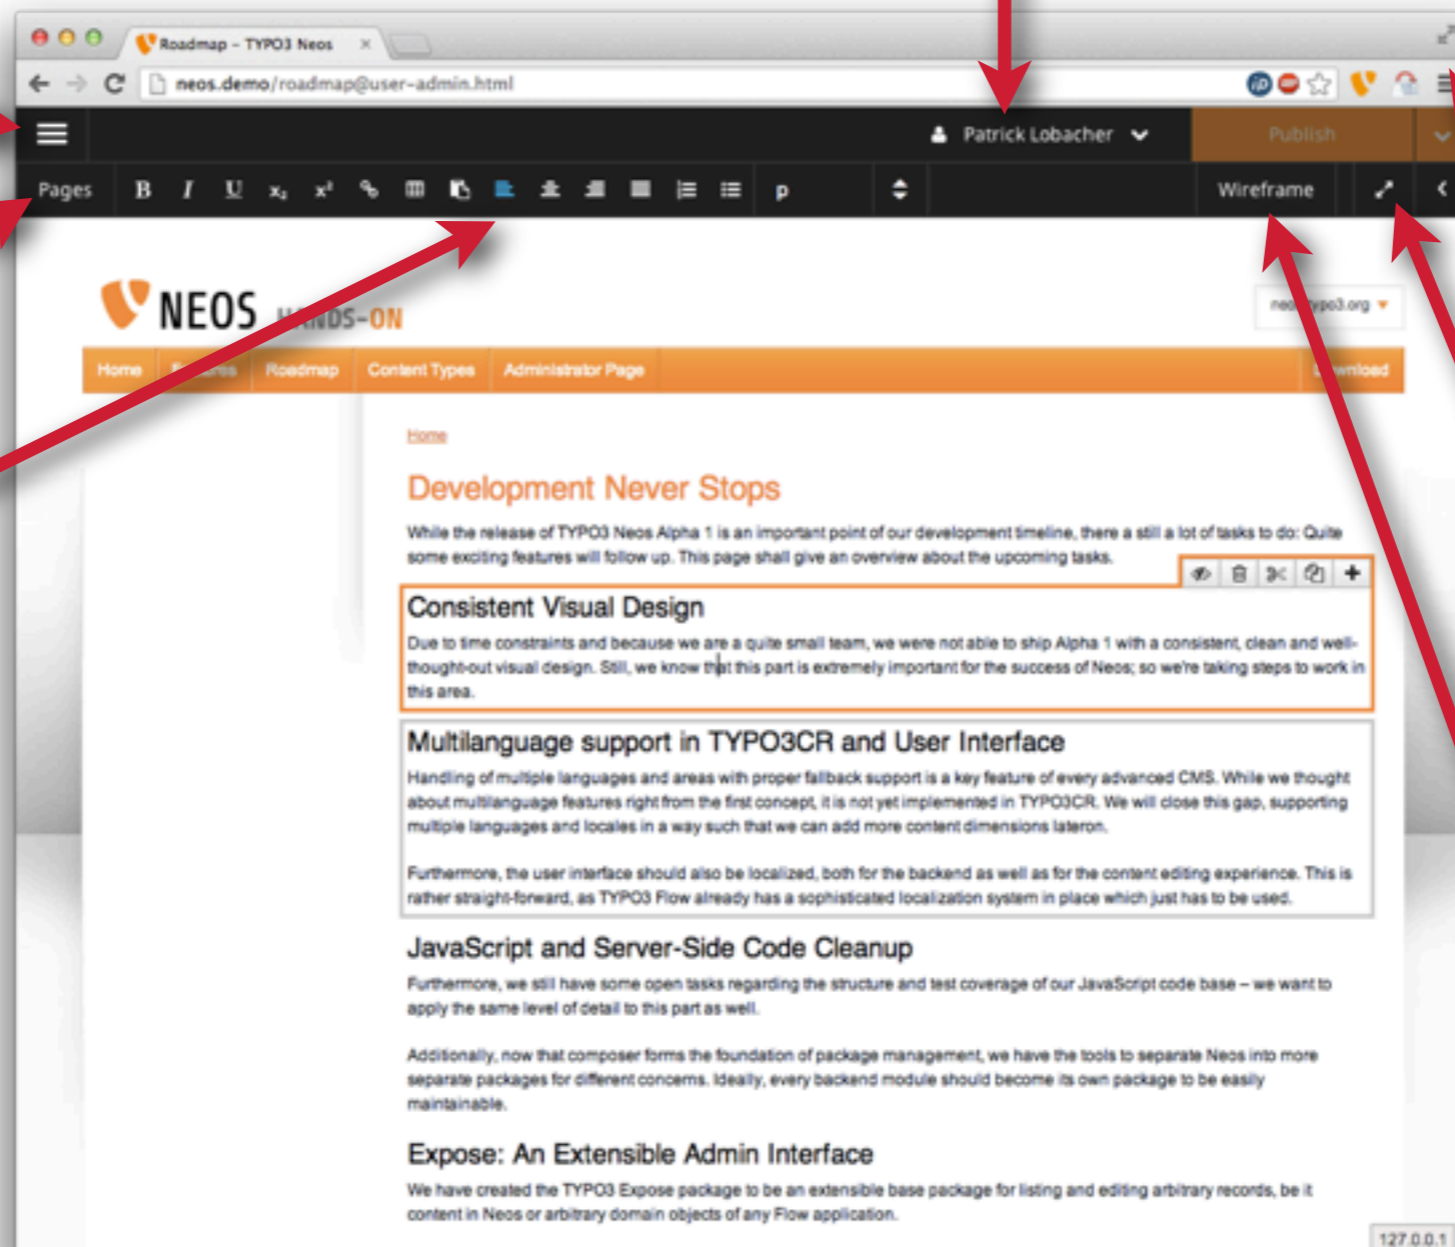 Roadmap – TYPO3 Neos
neos.demo/roadmap@user-admin.html
Patrick Lobacher
Publish
Pages B I U x₂ x² p
Wireframe
NEOS HANDS-ON
neos.typo3.org
Home Features Roadmap Content Types Administrator Page Download
Home
Development Never Stops
While the release of TYPO3 Neos Alpha 1 is an important point of our development timeline, there a still a lot of tasks to do: Quite
some exciting features will follow up. This page shall give an overview about the upcoming tasks.
Consistent Visual Design
Due to time constraints and because we are a quite small team, we were not able to ship Alpha 1 with a consistent, clean and well-
thought-out visual design. Still, we know that this part is extremely important for the success of Neos; so we're taking steps to work in
this area.
Multilanguage support in TYPO3CR and User Interface
Handling of multiple languages and areas with proper fallback support is a key feature of every advanced CMS. While we thought
about multilanguage features right from the first concept, it is not yet implemented in TYPO3CR. We will close this gap, supporting
multiple languages and locales in a way such that we can add more content dimensions lateron.
Furthermore, the user interface should also be localized, both for the backend as well as for the content editing experience. This is
rather straight-forward, as TYPO3 Flow already has a sophisticated localization system in place which just has to be used.
JavaScript and Server-Side Code Cleanup
Furthermore, we still have some open tasks regarding the structure and test coverage of our JavaScript code base – we want to
apply the same level of detail to this part as well.
Additionally, now that composer forms the foundation of package management, we have the tools to separate Neos into more
separate packages for different concerns. Ideally, every backend module should become its own package to be easily
maintainable.
Expose: An Extensible Admin Interface
We have created the TYPO3 Expose package to be an extensible base package for listing and editing arbitrary records, be it
content in Neos or arbitrary domain objects of any Flow application.
127.0.0.1